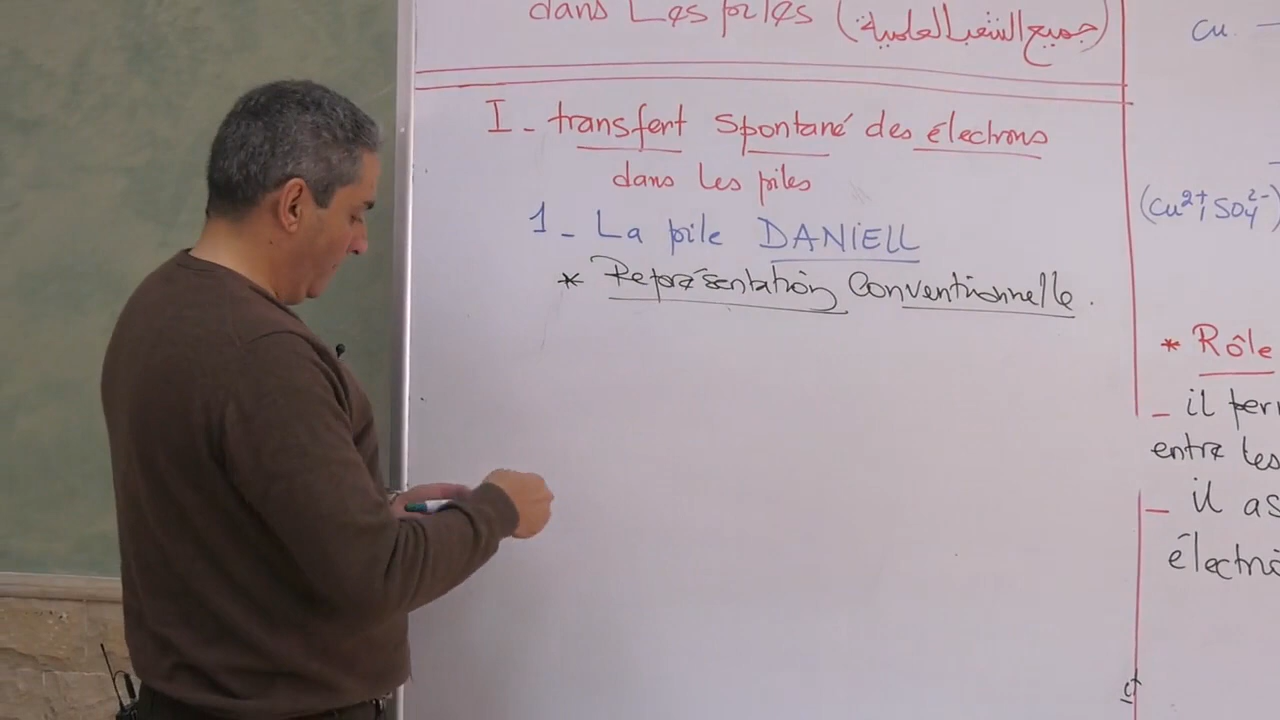 dans Les piles (جميع الشعب العلمية)
I - transfert spontané des électrons
dans les piles
1 - La pile DANIELL
* Représentation Conventionnelle.
Cu
(Cu²⁺, SO₄²⁻)
* Rôle
- il per
entre les
- il as
électri